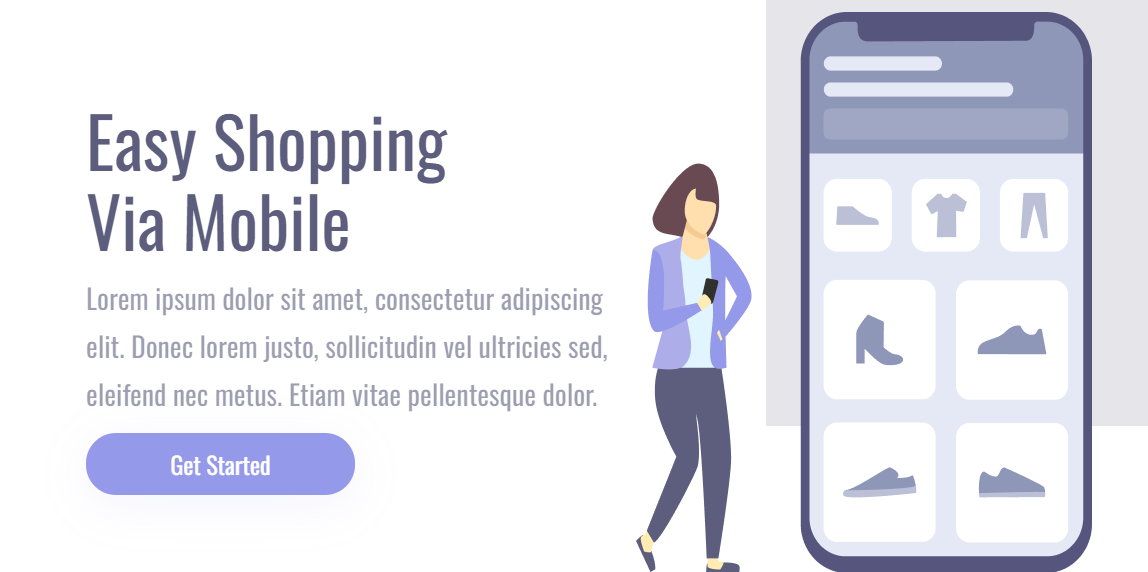 Easy Shopping
Via Mobile
Lorem ipsum dolor sit amet, consectetur adipiscing
elit. Donec lorem justo, sollicitudin vel ultricies sed,
eleifend nec metus. Etiam vitae pellentesque dolor.
Get Started